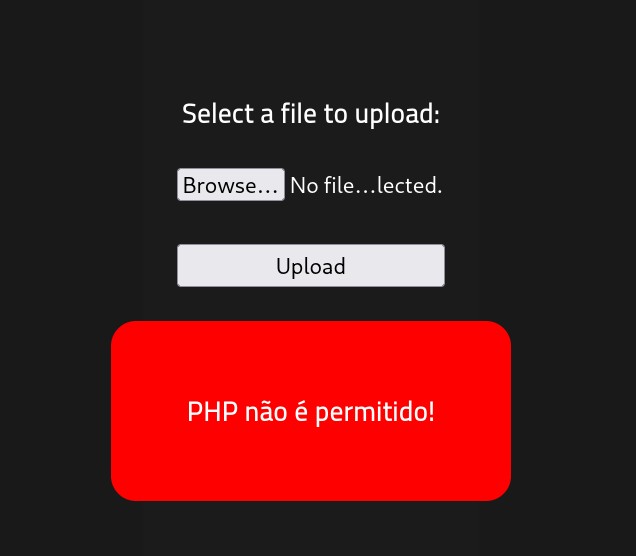 Select a file to upload:
Browse... No file...lected.
Upload
PHP não é permitido!